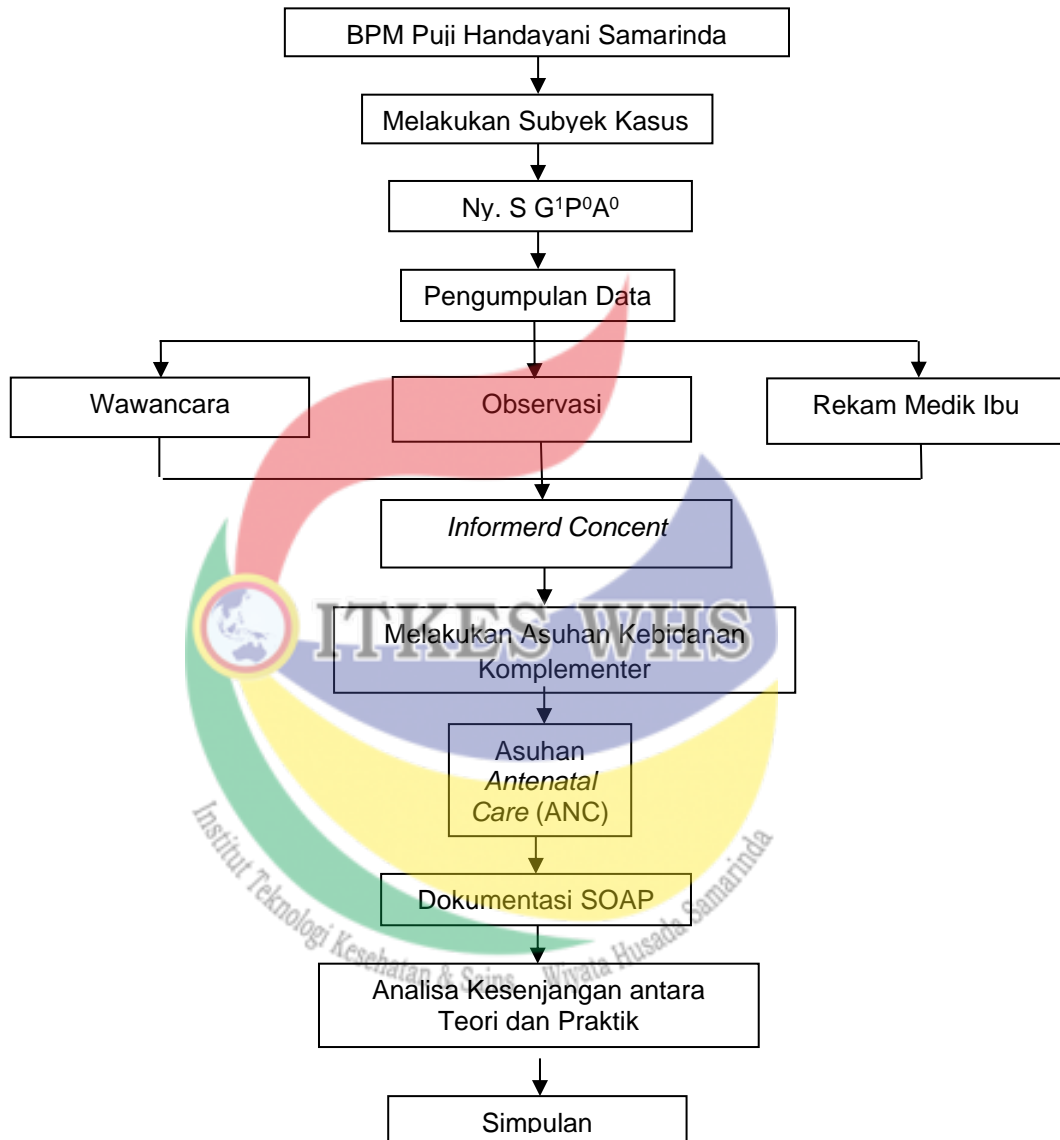 BPM Puji Handayani Samarinda
Melakukan Subyek Kasus
Ny. S G¹P⁰A⁰
Pengumpulan Data
Wawancara
Observasi
Rekam Medik Ibu
Informerd Concent
Melakukan Asuhan Kebidanan
Komplementer
ITKES WHS
Asuhan
Antenatal
Care (ANC)
Dokumentasi SOAP
Institut Teknologi Kesehatan & Sains Wiyata Husada Samarinda
Analisa Kesenjangan antara
Teori dan Praktik
Simpulan